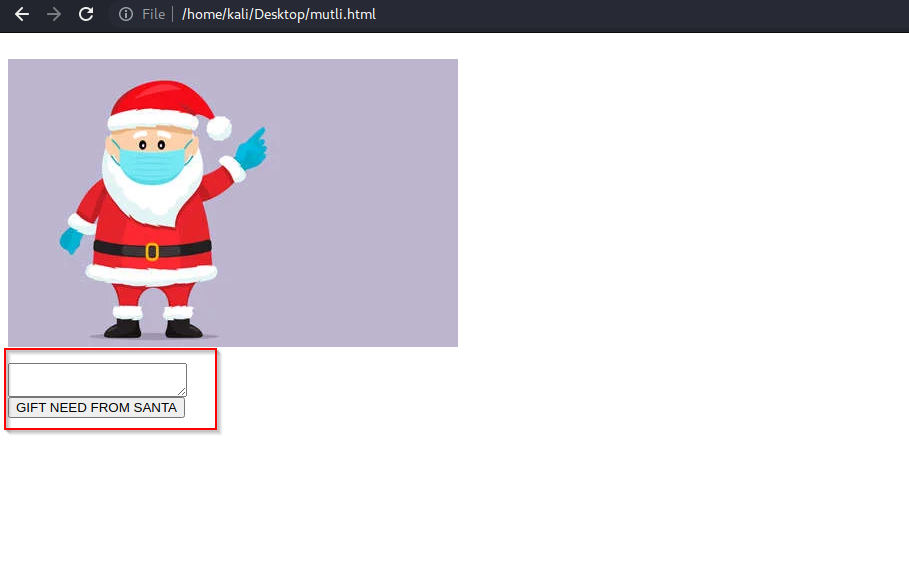 File /home/kali/Desktop/mutli.html
GIFT NEED FROM SANTA